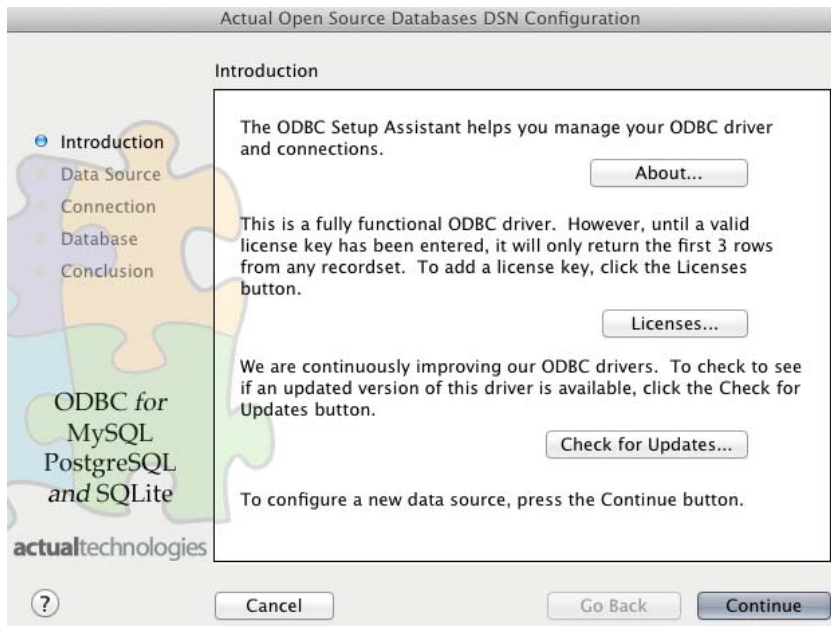 Actual Open Source Databases DSN Configuration
Introduction
Introduction
Data Source
Connection
Database
Conclusion
ODBC for
MySQL
PostgreSQL
and SQLite
actualtechnologies
The ODBC Setup Assistant helps you manage your ODBC driver
and connections.
About...
This is a fully functional ODBC driver.  However, until a valid
license key has been entered, it will only return the first 3 rows
from any recordset.  To add a license key, click the Licenses
button.
Licenses...
We are continuously improving our ODBC drivers.  To check to see
if an updated version of this driver is available, click the Check for
Updates button.
Check for Updates...
To configure a new data source, press the Continue button.
?
Cancel
Go Back
Continue